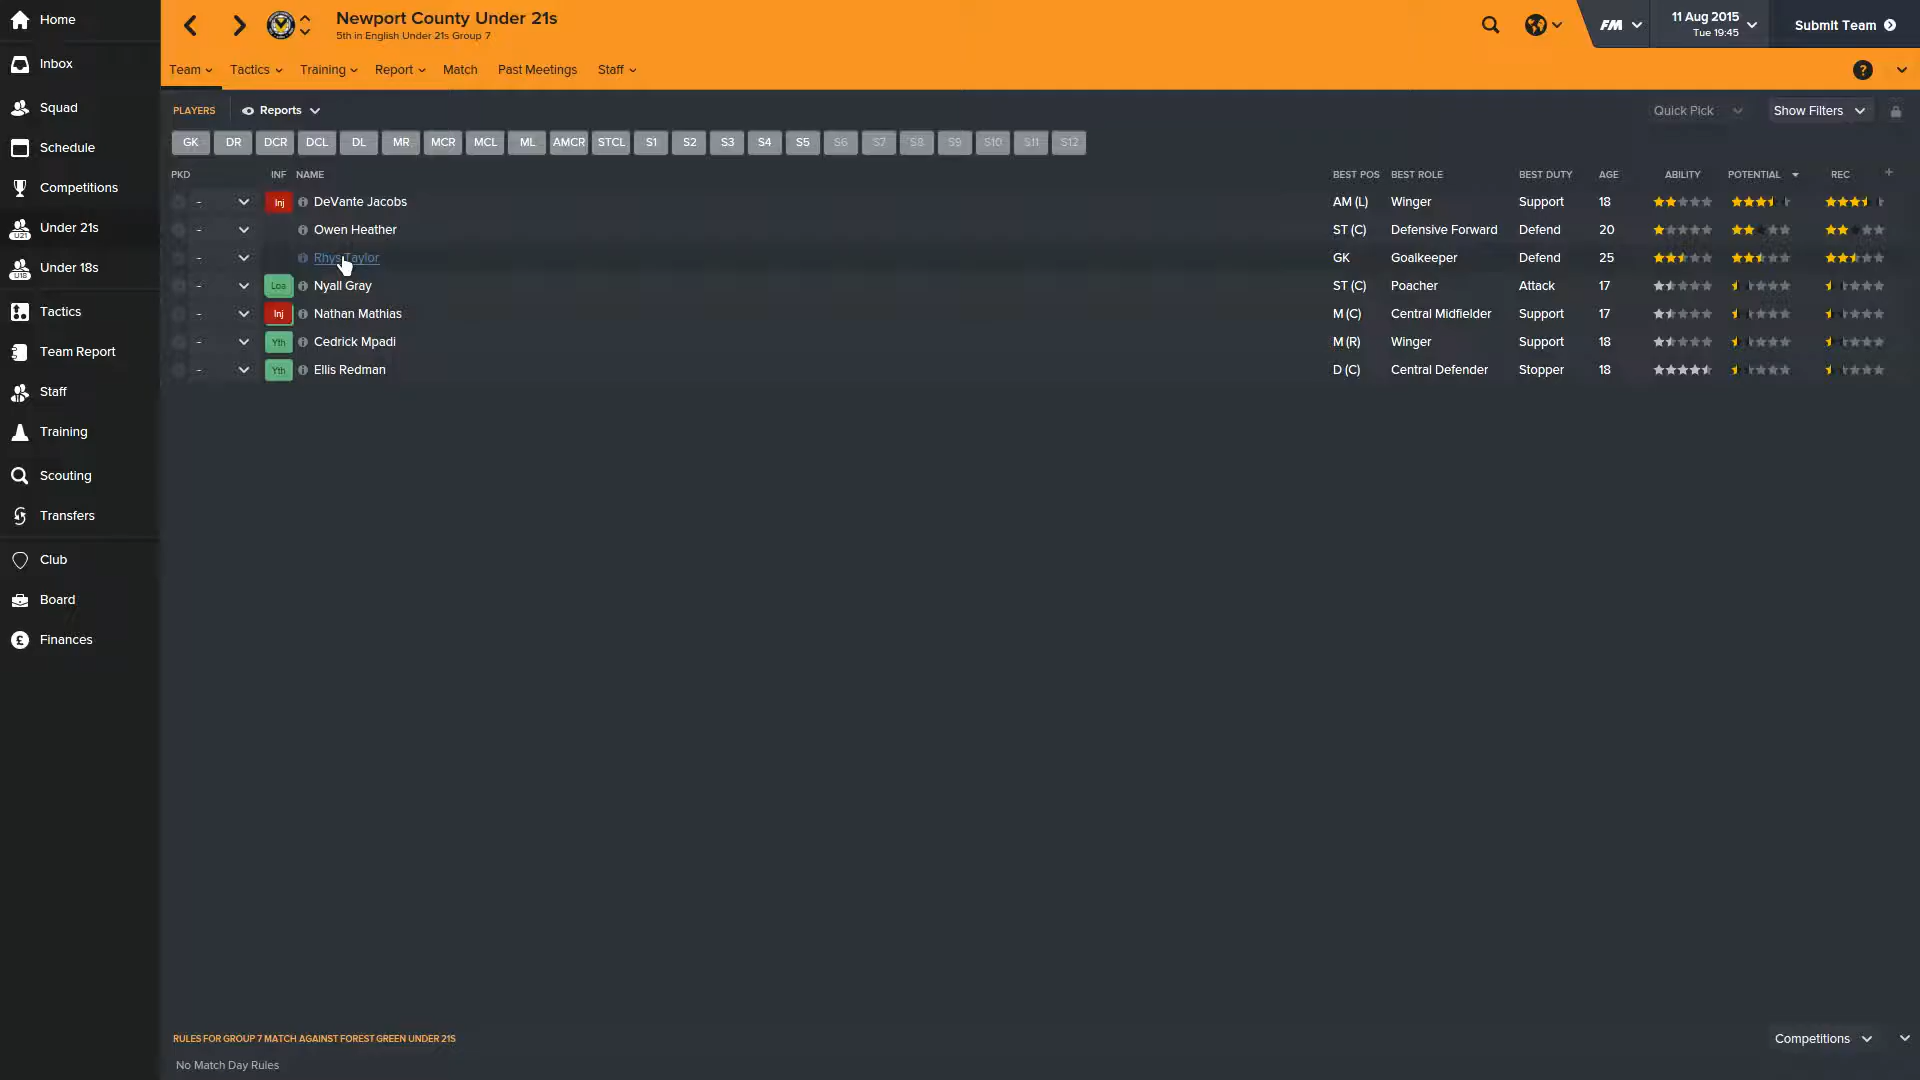 Home
Inbox
Squad
Schedule
Competitions
Under 21s
Under 18s
Tactics
Team Report
Staff
Training
Scouting
Transfers
Club
Board
Finances
Newport County Under 21s
5th in English Under 21s Group 7
FM
11 Aug 2015
Tue 19:45
Submit Team
Team Tactics Training Report Match Past Meetings Staff
?
PLAYERS Reports Quick Pick Show Filters
GK DR DCR DCL DL MR MCR MCL ML AMCR STCL S1 S2 S3 S4 S5 S6 S7 S8 S9 S10 S11 S12
PKD INF NAME BEST POS BEST ROLE BEST DUTY AGE ABILITY POTENTIAL REC +
- Inj DeVante Jacobs AM (L) Winger Support 18
- Owen Heather ST (C) Defensive Forward Defend 20
- Rhys Taylor GK Goalkeeper Defend 25
- Loa Nyall Gray ST (C) Poacher Attack 17
- Inj Nathan Mathias M (C) Central Midfielder Support 17
- Yth Cedrick Mpadi M (R) Winger Support 18
- Yth Ellis Redman D (C) Central Defender Stopper 18
RULES FOR GROUP 7 MATCH AGAINST FOREST GREEN UNDER 21S
Competitions
No Match Day Rules